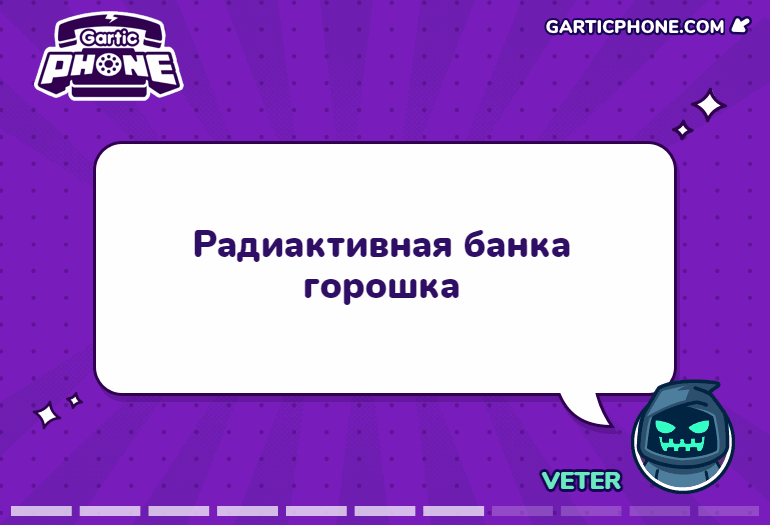 Gartic
PHONE
GARTICPHONE.COM
Радиактивная банка
горошка
VETER